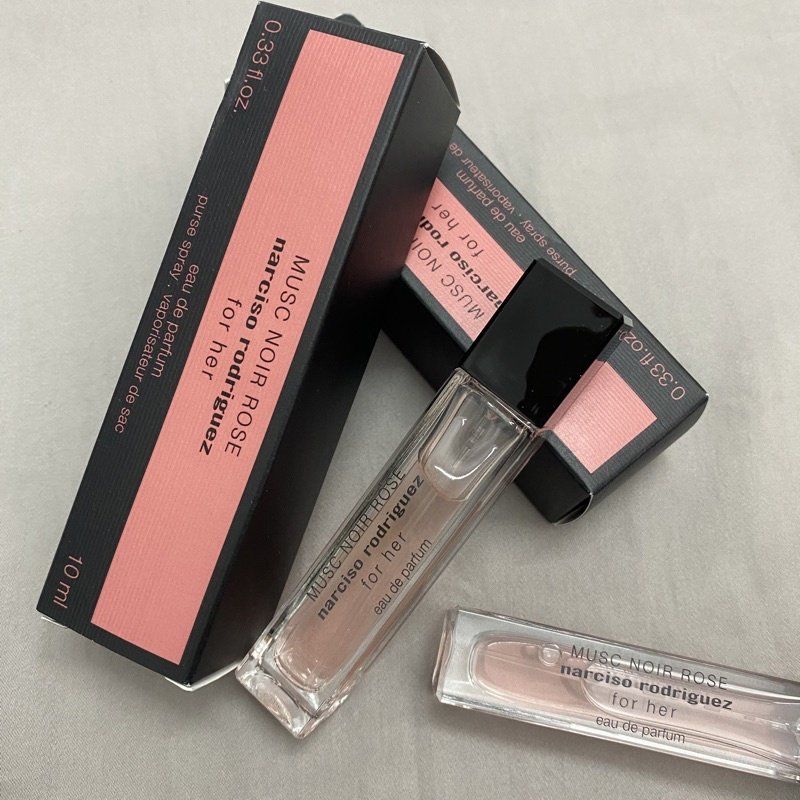 0.33 fl.oz.
MUSC NOIR ROSE
narciso rodriguez
for her
eau de parfum
purse spray . vaporisateur de sac
10 ml
MUSC NOIR
narciso rodriguez
for her
eau de parfum
purse spray . vaporisateur de
0.33 fl.oz.
MUSC NOIR ROSE
narciso rodriguez
for her
eau de parfum
MUSC NOIR ROSE
narciso rodriguez
for her
eau de parfum